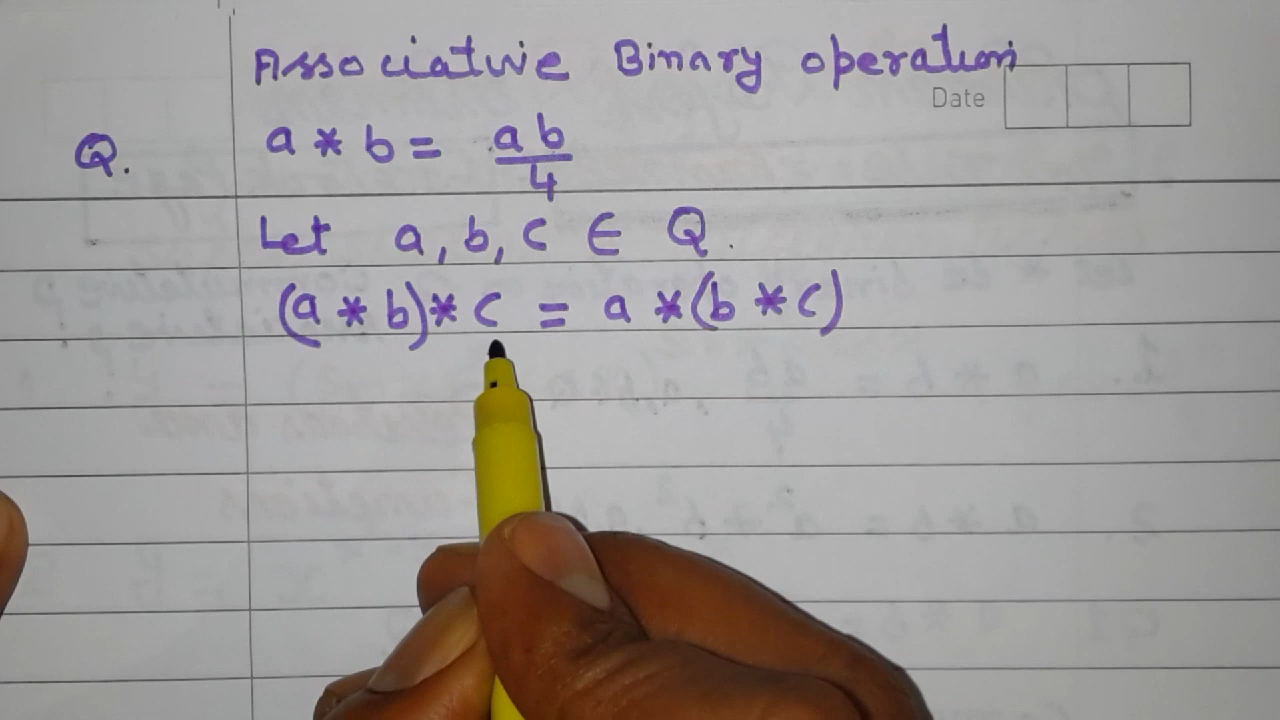 Associative Binary operation
Date
Q. a * b = ab/4
Let a, b, c ∈ Q.
(a * b) * c = a * (b * c)